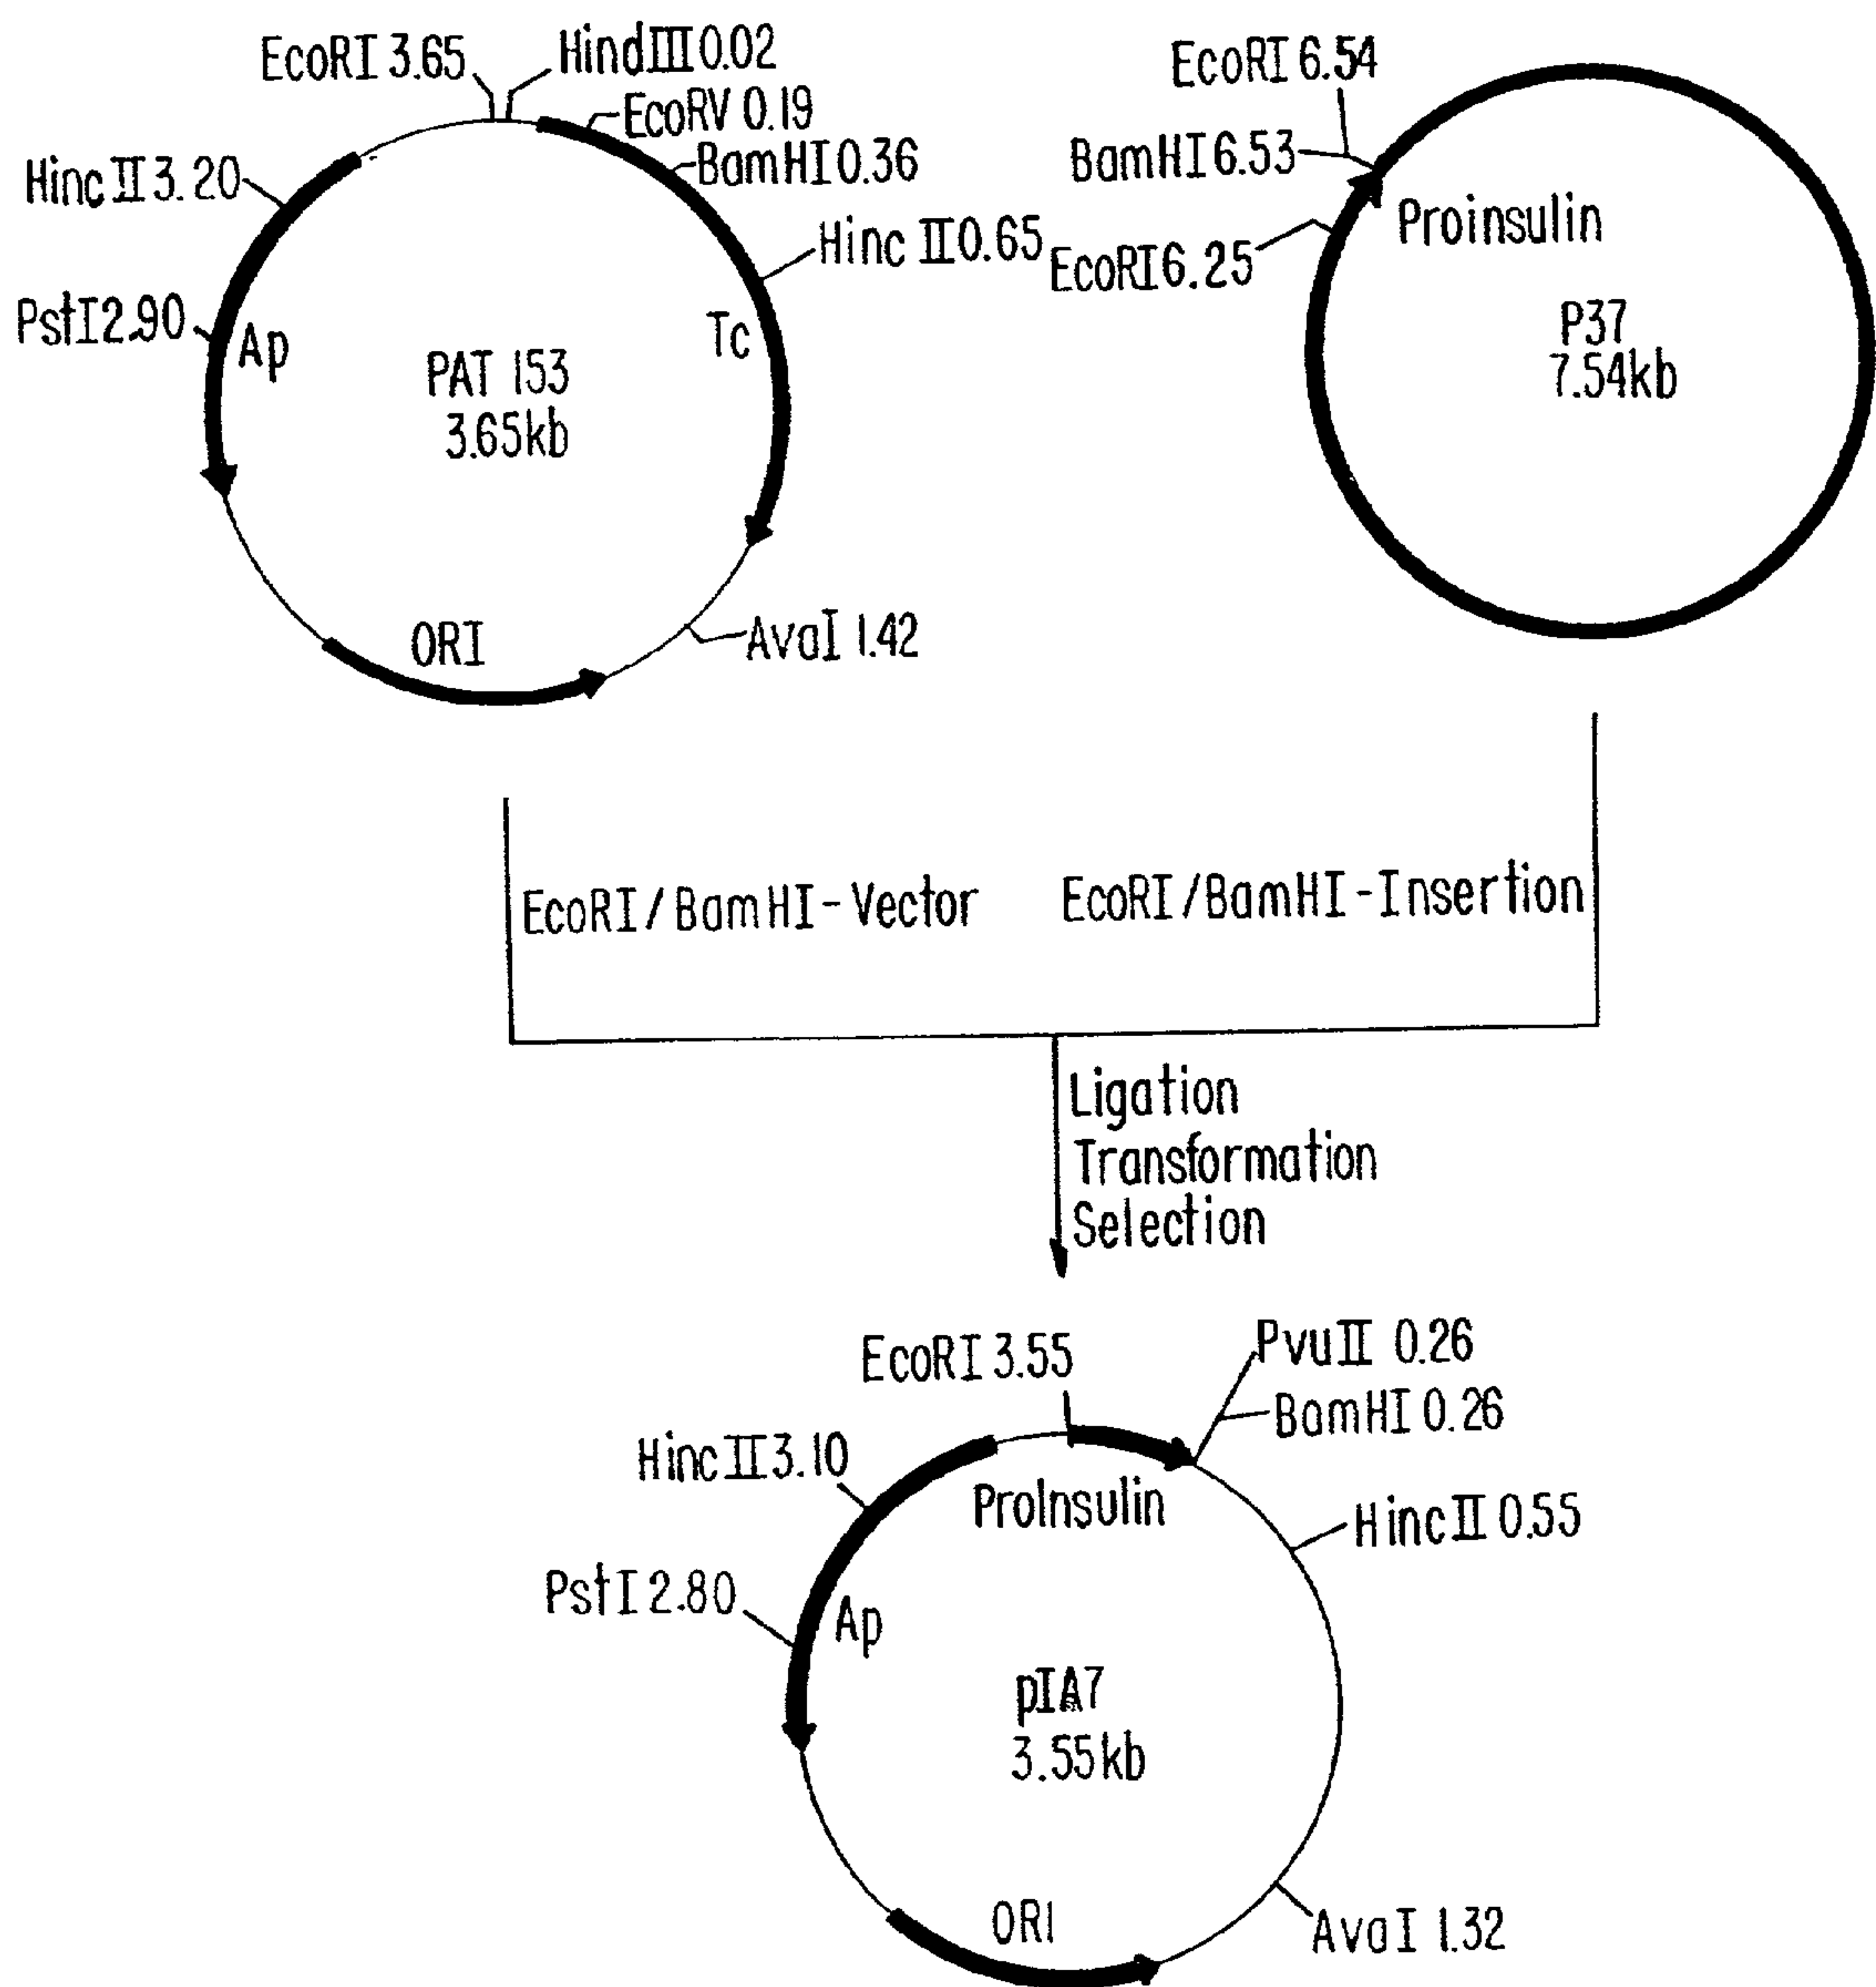 EcoRI 3.65
HindIII 0.02
EcoRV 0.19
BamHI 0.36
HincII 3.20
HincII 0.65
PstI 2.90
Ap
Tc
PAT 153
3.65kb
ORI
AvaI 1.42
EcoRI 6.54
BamHI 6.53
EcoRI 6.25
Proinsulin
P37
7.54kb
EcoRI/BamHI-Vector
EcoRI/BamHI-Insertion
Ligation
Transformation
Selection
EcoRI 3.55
PvuII 0.26
BamHI 0.26
HincII 3.10
ProInsulin
HincII 0.55
PstI 2.80
Ap
pIA7
3.55kb
ORI
AvaI 1.32